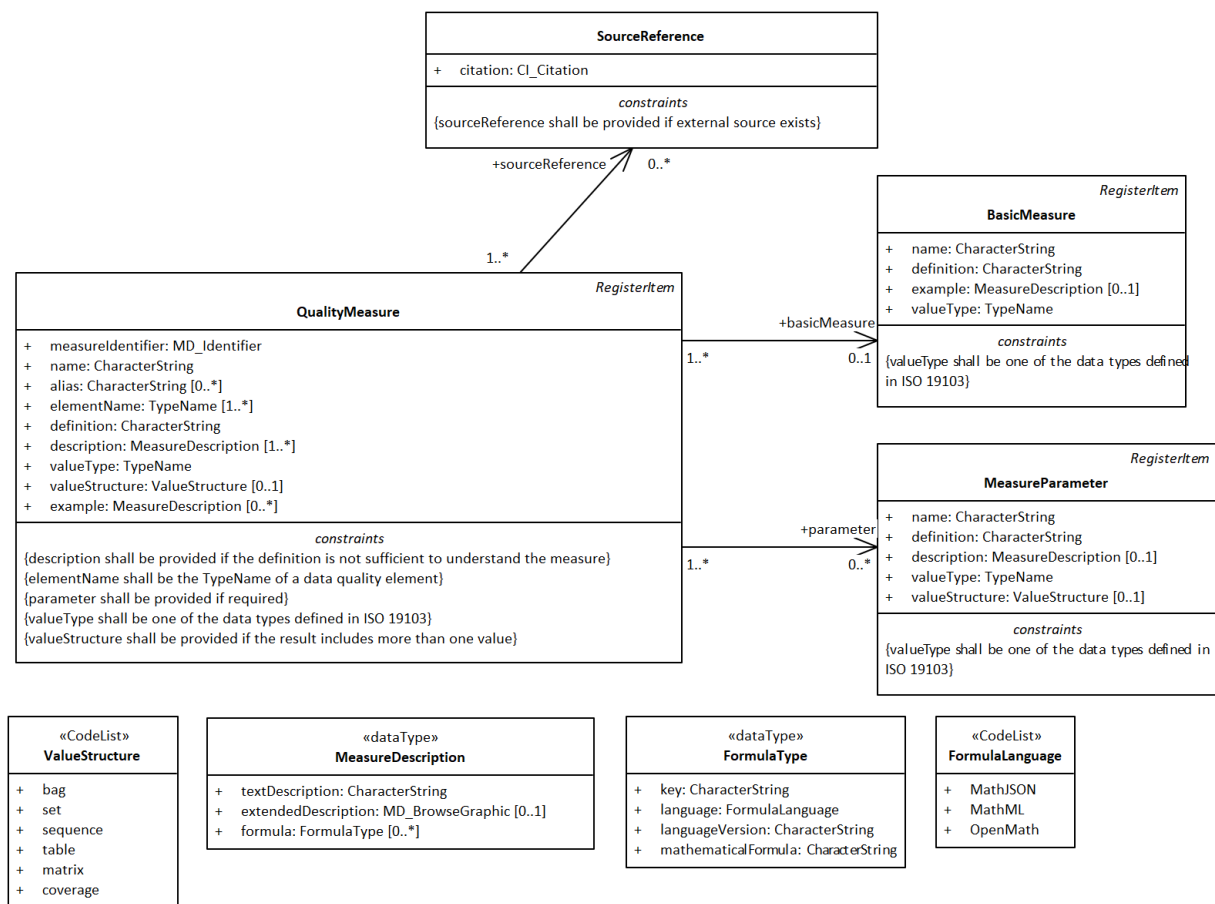 SourceReference
+ citation: CI_Citation
constraints
{sourceReference shall be provided if external source exists}
+sourceReference
0..*
1..*
RegisterItem
BasicMeasure
+ name: CharacterString
+ definition: CharacterString
+ example: MeasureDescription [0..1]
+ valueType: TypeName
constraints
{valueType shall be one of the data types defined
in ISO 19103}
RegisterItem
QualityMeasure
+ measureIdentifier: MD_Identifier
+ name: CharacterString
+ alias: CharacterString [0..*]
+ elementName: TypeName [1..*]
+ definition: CharacterString
+ description: MeasureDescription [1..*]
+ valueType: TypeName
+ valueStructure: ValueStructure [0..1]
+ example: MeasureDescription [0..*]
constraints
{description shall be provided if the definition is not sufficient to understand the measure}
{elementName shall be the TypeName of a data quality element}
{parameter shall be provided if required}
{valueType shall be one of the data types defined in ISO 19103}
{valueStructure shall be provided if the result includes more than one value}
+basicMeasure
1..*
0..1
+parameter
1..*
0..*
RegisterItem
MeasureParameter
+ name: CharacterString
+ definition: CharacterString
+ description: MeasureDescription [0..1]
+ valueType: TypeName
+ valueStructure: ValueStructure [0..1]
constraints
{valueType shall be one of the data types defined in
ISO 19103}
«CodeList»
ValueStructure
+ bag
+ set
+ sequence
+ table
+ matrix
+ coverage
«dataType»
MeasureDescription
+ textDescription: CharacterString
+ extendedDescription: MD_BrowseGraphic [0..1]
+ formula: FormulaType [0..*]
«dataType»
FormulaType
+ key: CharacterString
+ language: FormulaLanguage
+ languageVersion: CharacterString
+ mathematicalFormula: CharacterString
«CodeList»
FormulaLanguage
+ MathJSON
+ MathML
+ OpenMath